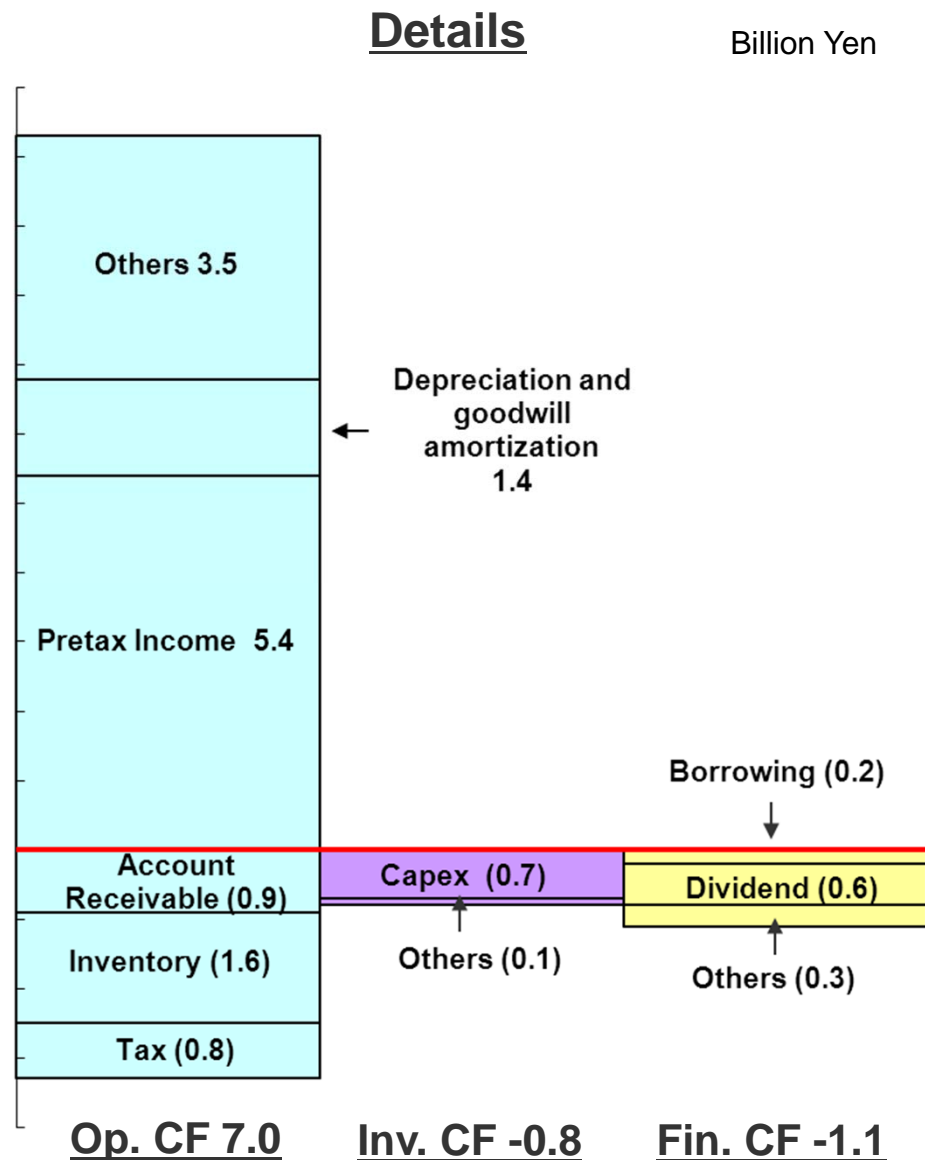 Details
Billion Yen
Others 3.5
Depreciation and
goodwill
amortization
1.4
Pretax Income 5.4
Borrowing (0.2)
Account
Receivable (0.9)
Capex (0.7)
Dividend (0.6)
Inventory (1.6)
Others (0.1)
Others (0.3)
Tax (0.8)
Op. CF 7.0
Inv. CF -0.8
Fin. CF -1.1